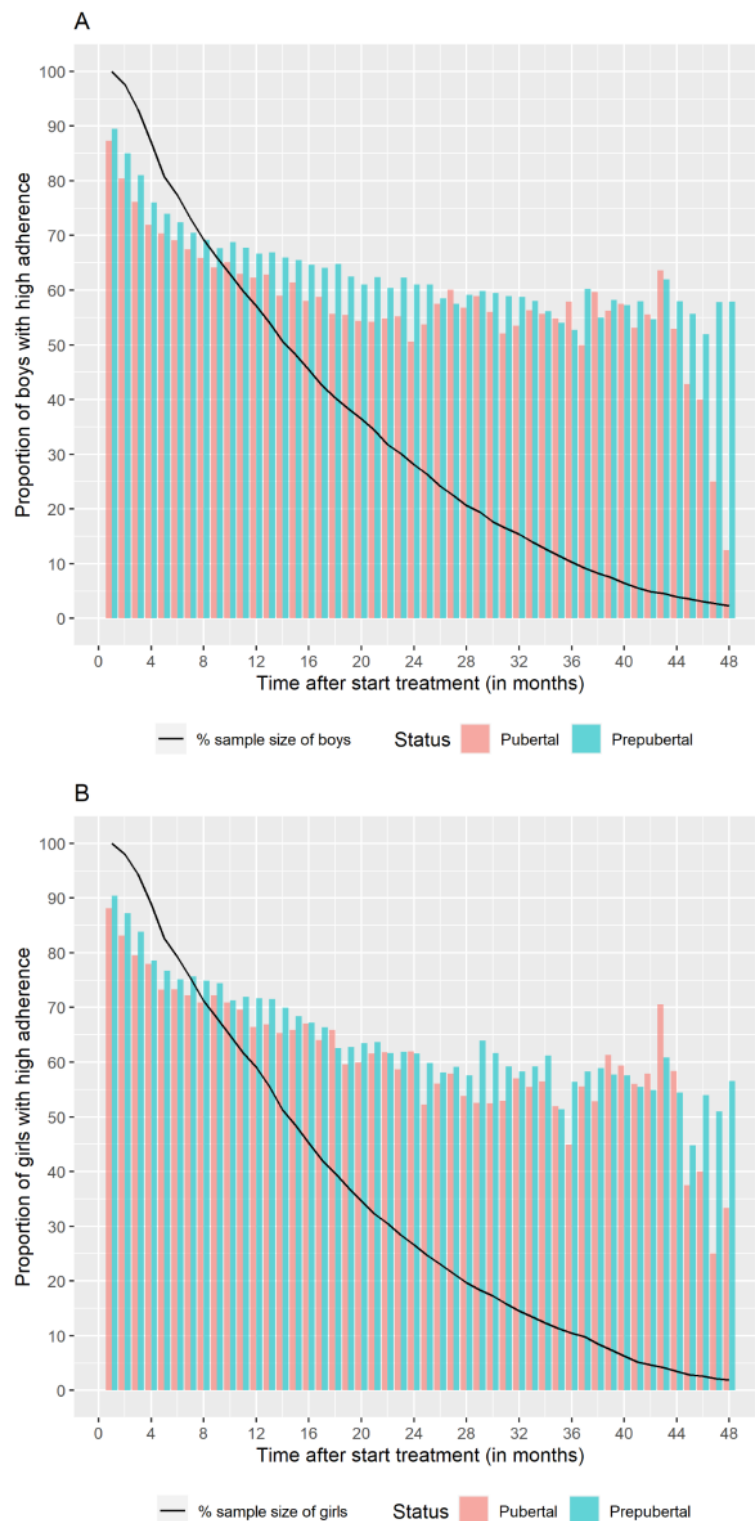 A
Proportion of boys with high adherence
100
90
80
70
60
50
40
30
20
10
0
0 4 8 12 16 20 24 28 32 36 40 44 48
Time after start treatment (in months)
% sample size of boys Status Pubertal Prepubertal
B
Proportion of girls with high adherence
100
90
80
70
60
50
40
30
20
10
0
0 4 8 12 16 20 24 28 32 36 40 44 48
Time after start treatment (in months)
% sample size of girls Status Pubertal Prepubertal